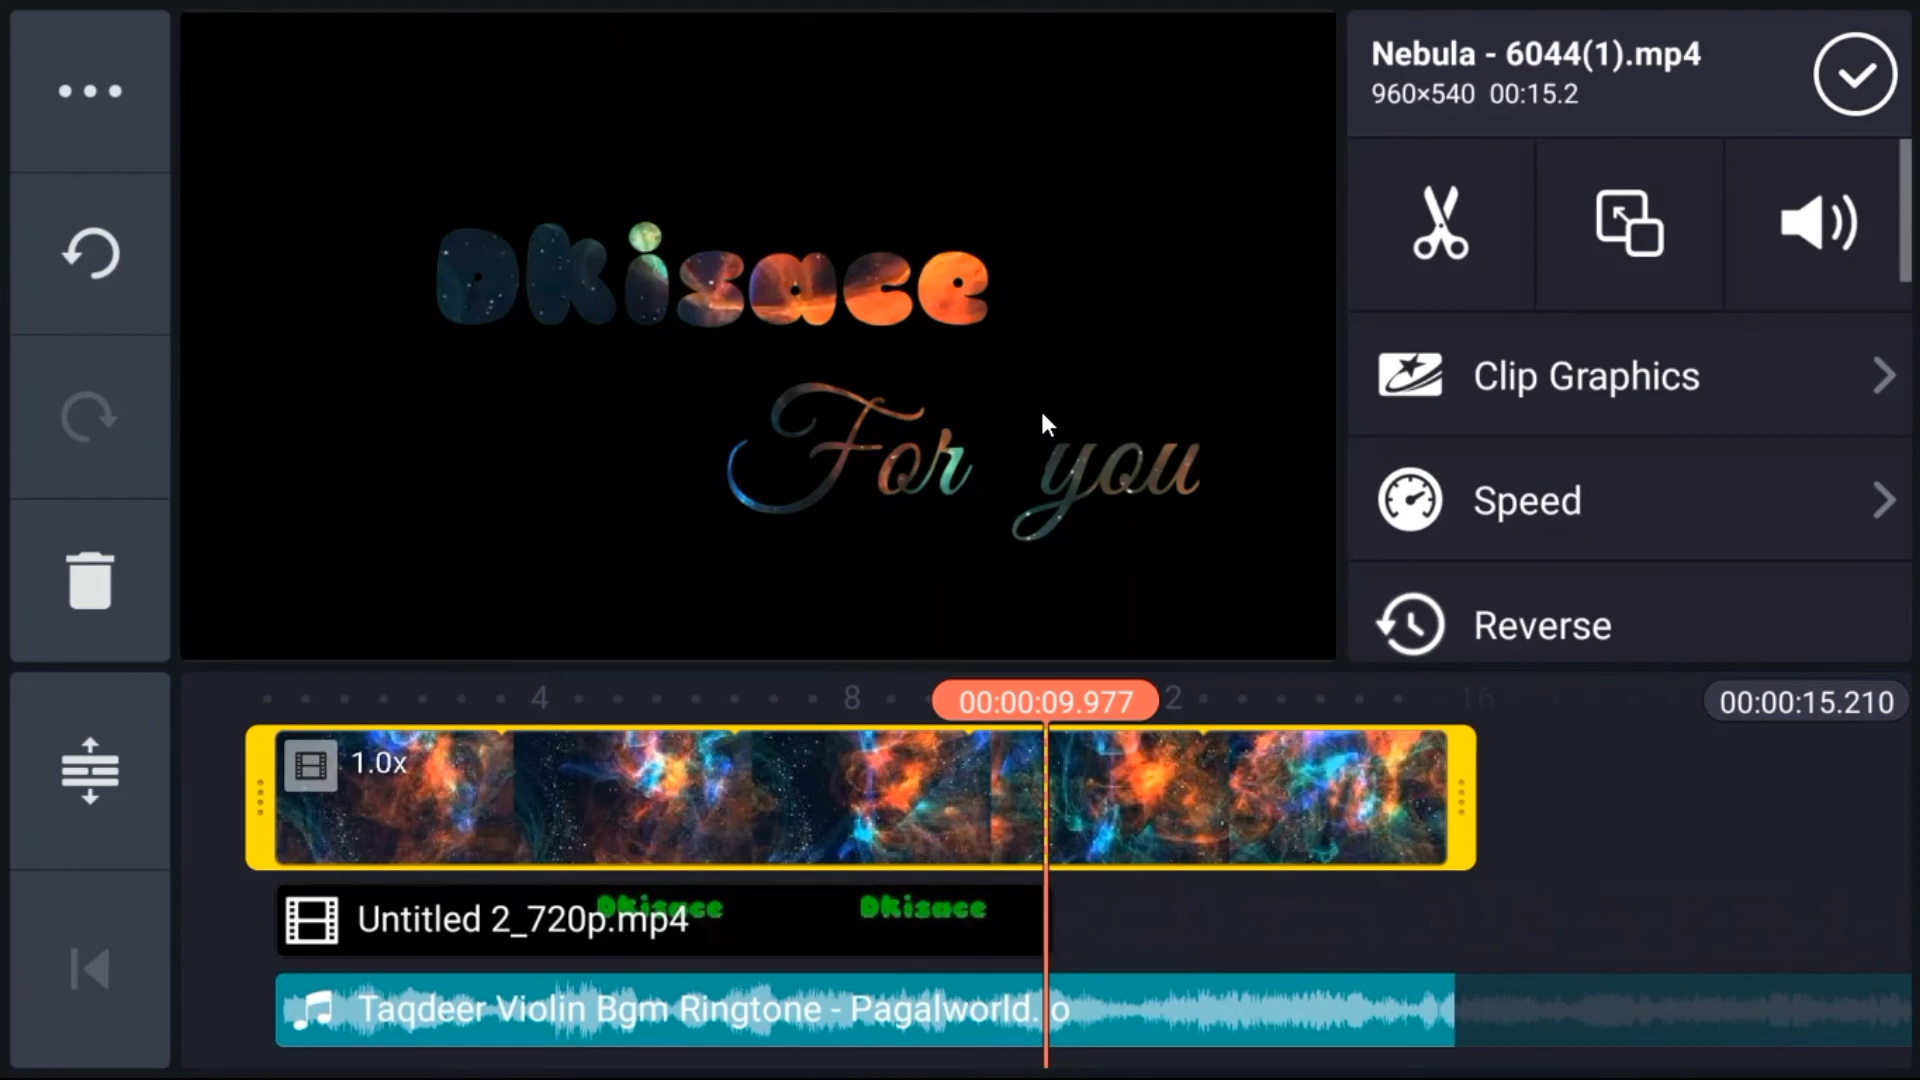 Nebula - 6044(1).mp4
960×540 00:15.2
Dkisace
For you
Clip Graphics
Speed
Reverse
4
8
00:00:09.977
2
16
00:00:15.210
1.0x
Untitled 2_720p.mp4
Dkisace
Dkisace
Taqdeer Violin Bgm Ringtone - Pagalworld. o